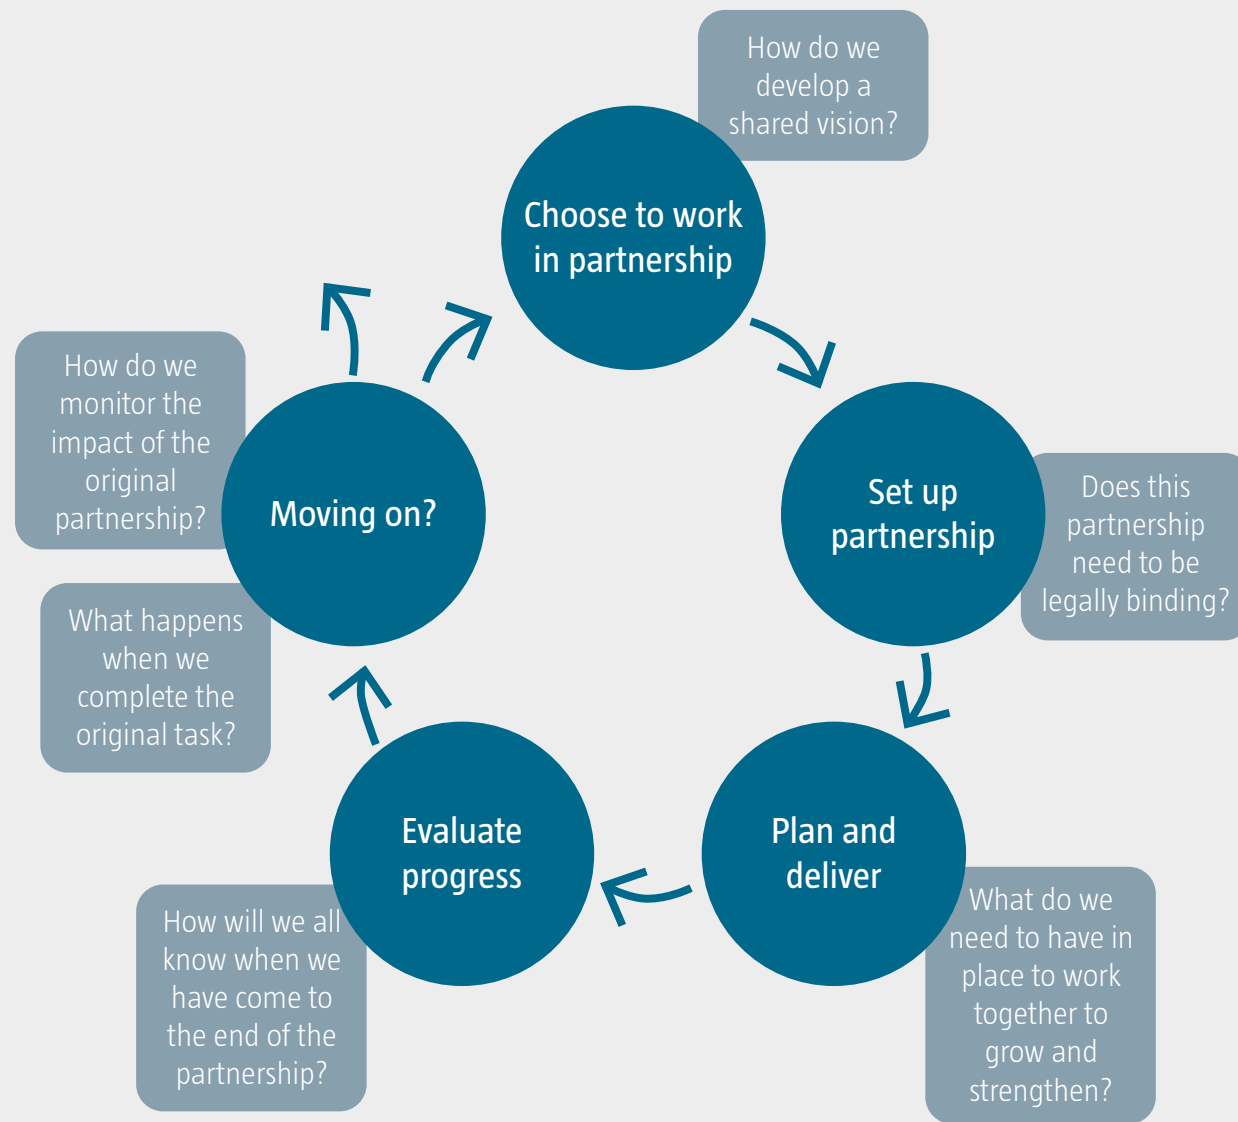 How do we
develop a
shared vision?
Choose to work
in partnership
Set up
partnership
Does this
partnership
need to be
legally binding?
Plan and
deliver
What do we
need to have in
place to work
together to
grow and
strengthen?
Evaluate
progress
How will we all
know when we
have come to
the end of the
partnership?
Moving on?
How do we
monitor the
impact of the
original
partnership?
What happens
when we
complete the
original task?